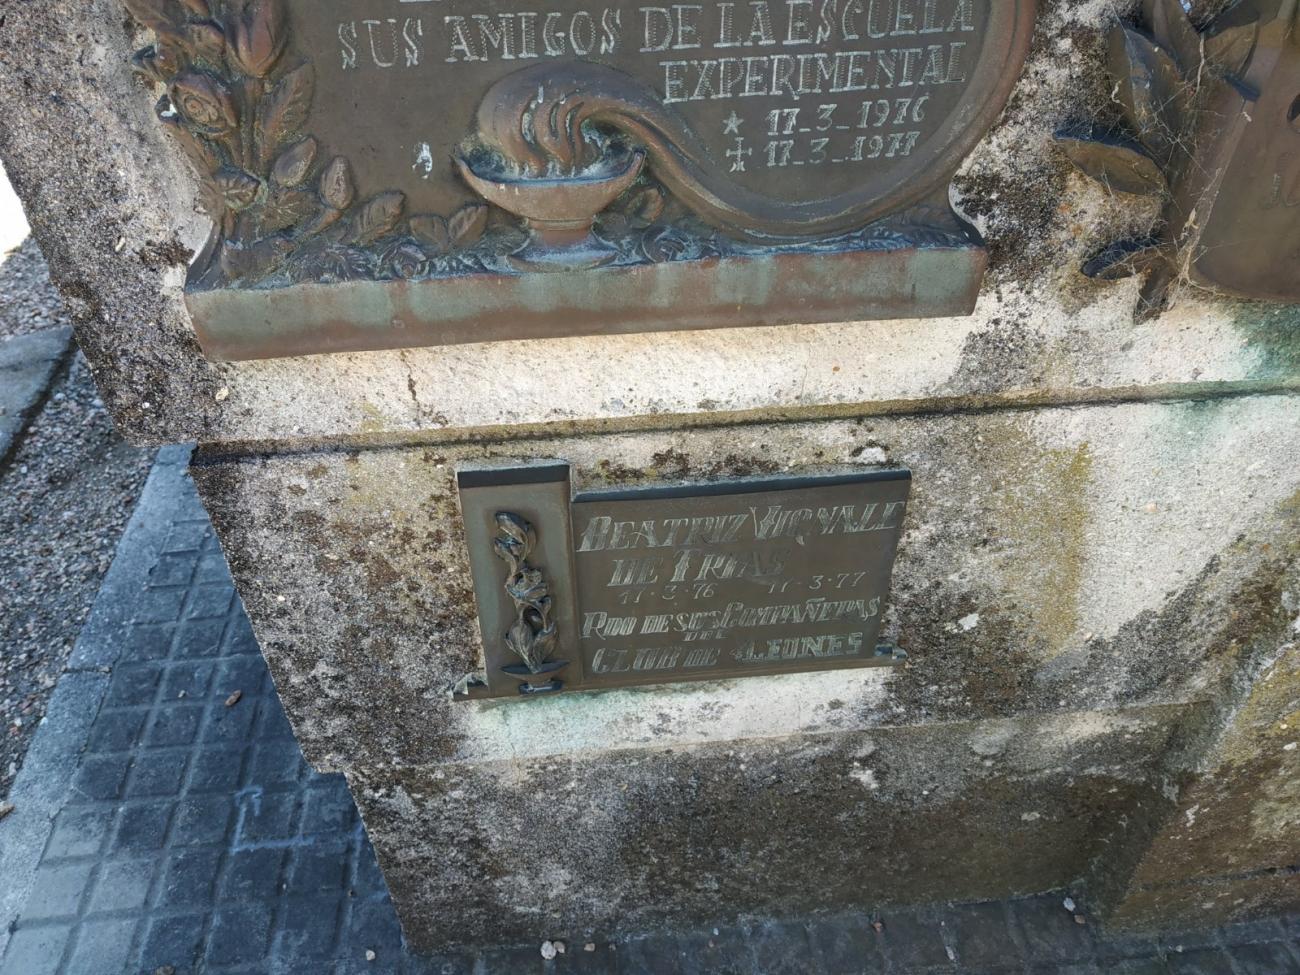 SUS AMIGOS DE LA ESCUELA
EXPERIMENTAL
17-3-1976
17-3-1977
BEATRIZ VIGNALE
DE TRIAS
17·3·76 17·3·77
RDO DE SUS COMPAÑERAS
DEL
CLUB DE LEONES